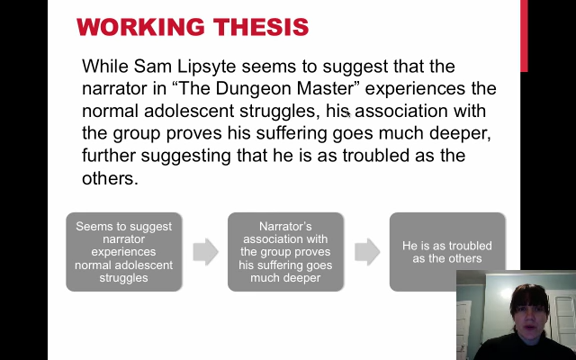 WORKING THESIS
While Sam Lipsyte seems to suggest that the
narrator in “The Dungeon Master” experiences the
normal adolescent struggles, his association with
the group proves his suffering goes much deeper,
further suggesting that he is as troubled as the
others.
Seems to suggest
narrator
experiences
normal adolescent
struggles
Narrator's
association with
the group proves
his suffering goes
much deeper
He is as troubled
as the others